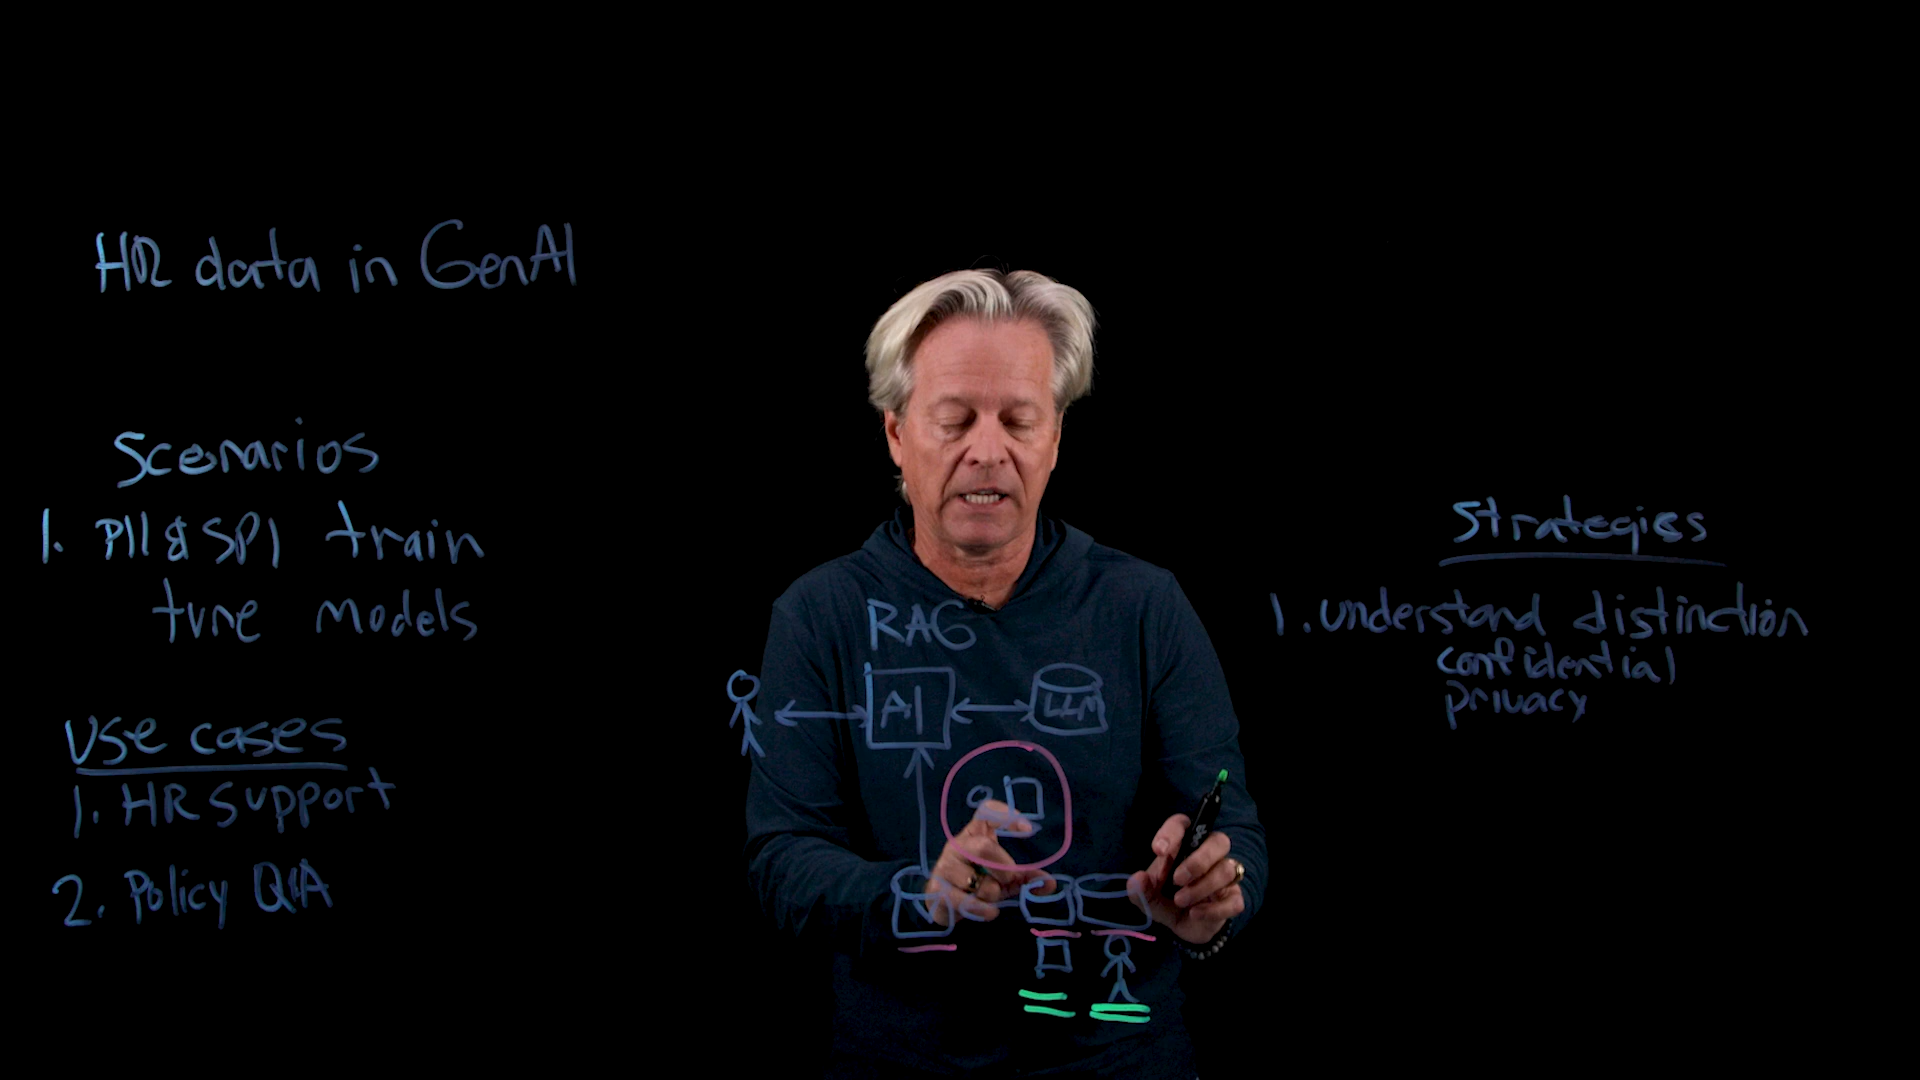 HR data in GenAI
Scenarios
1. PII & SPI train
tune models
Use cases
1. HR Support
2. Policy Q&A
RAG
AI
LLM
V
Strategies
1. understand distinction
confidential
privacy